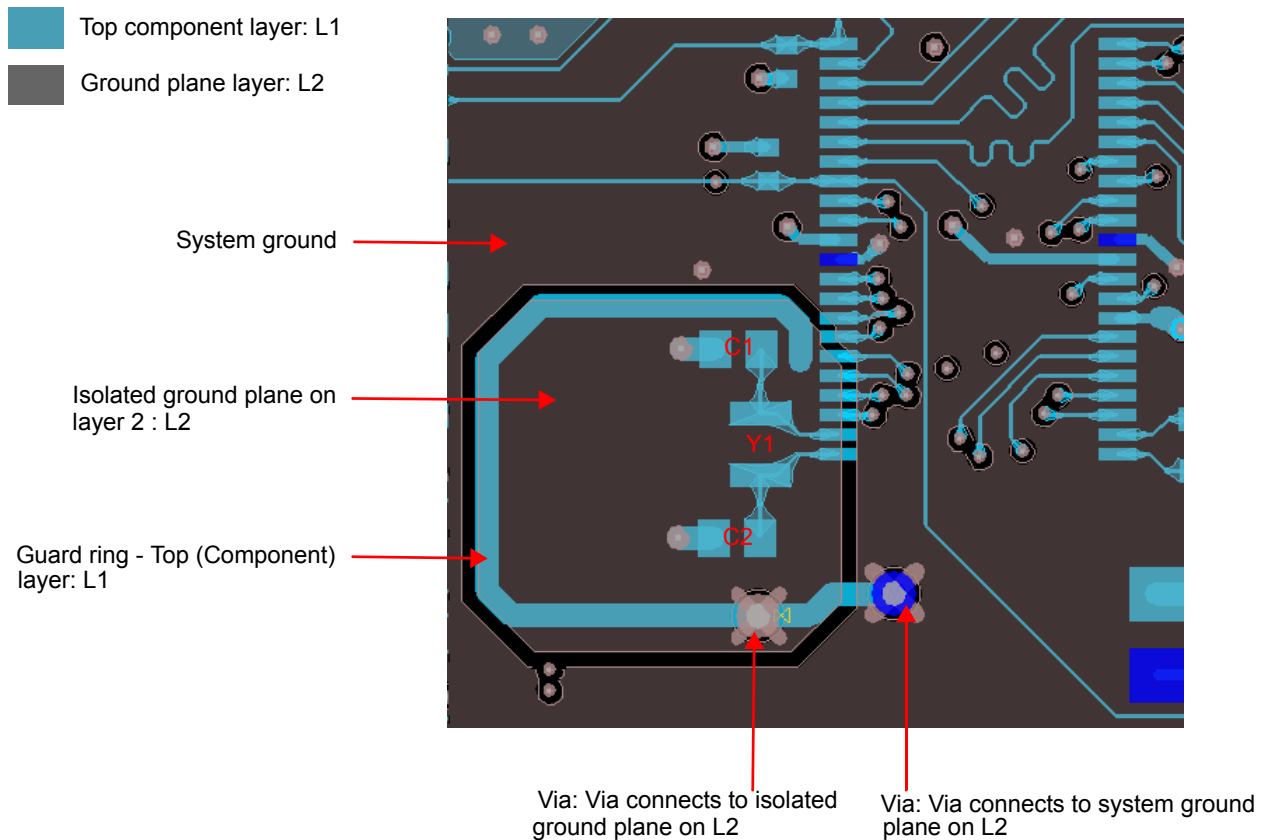 Top component layer: L1
Ground plane layer: L2
System ground
C1
Isolated ground plane on
layer 2 : L2
Y1
C2
Guard ring - Top (Component)
layer: L1
Via: Via connects to isolated
ground plane on L2
Via: Via connects to system ground
plane on L2